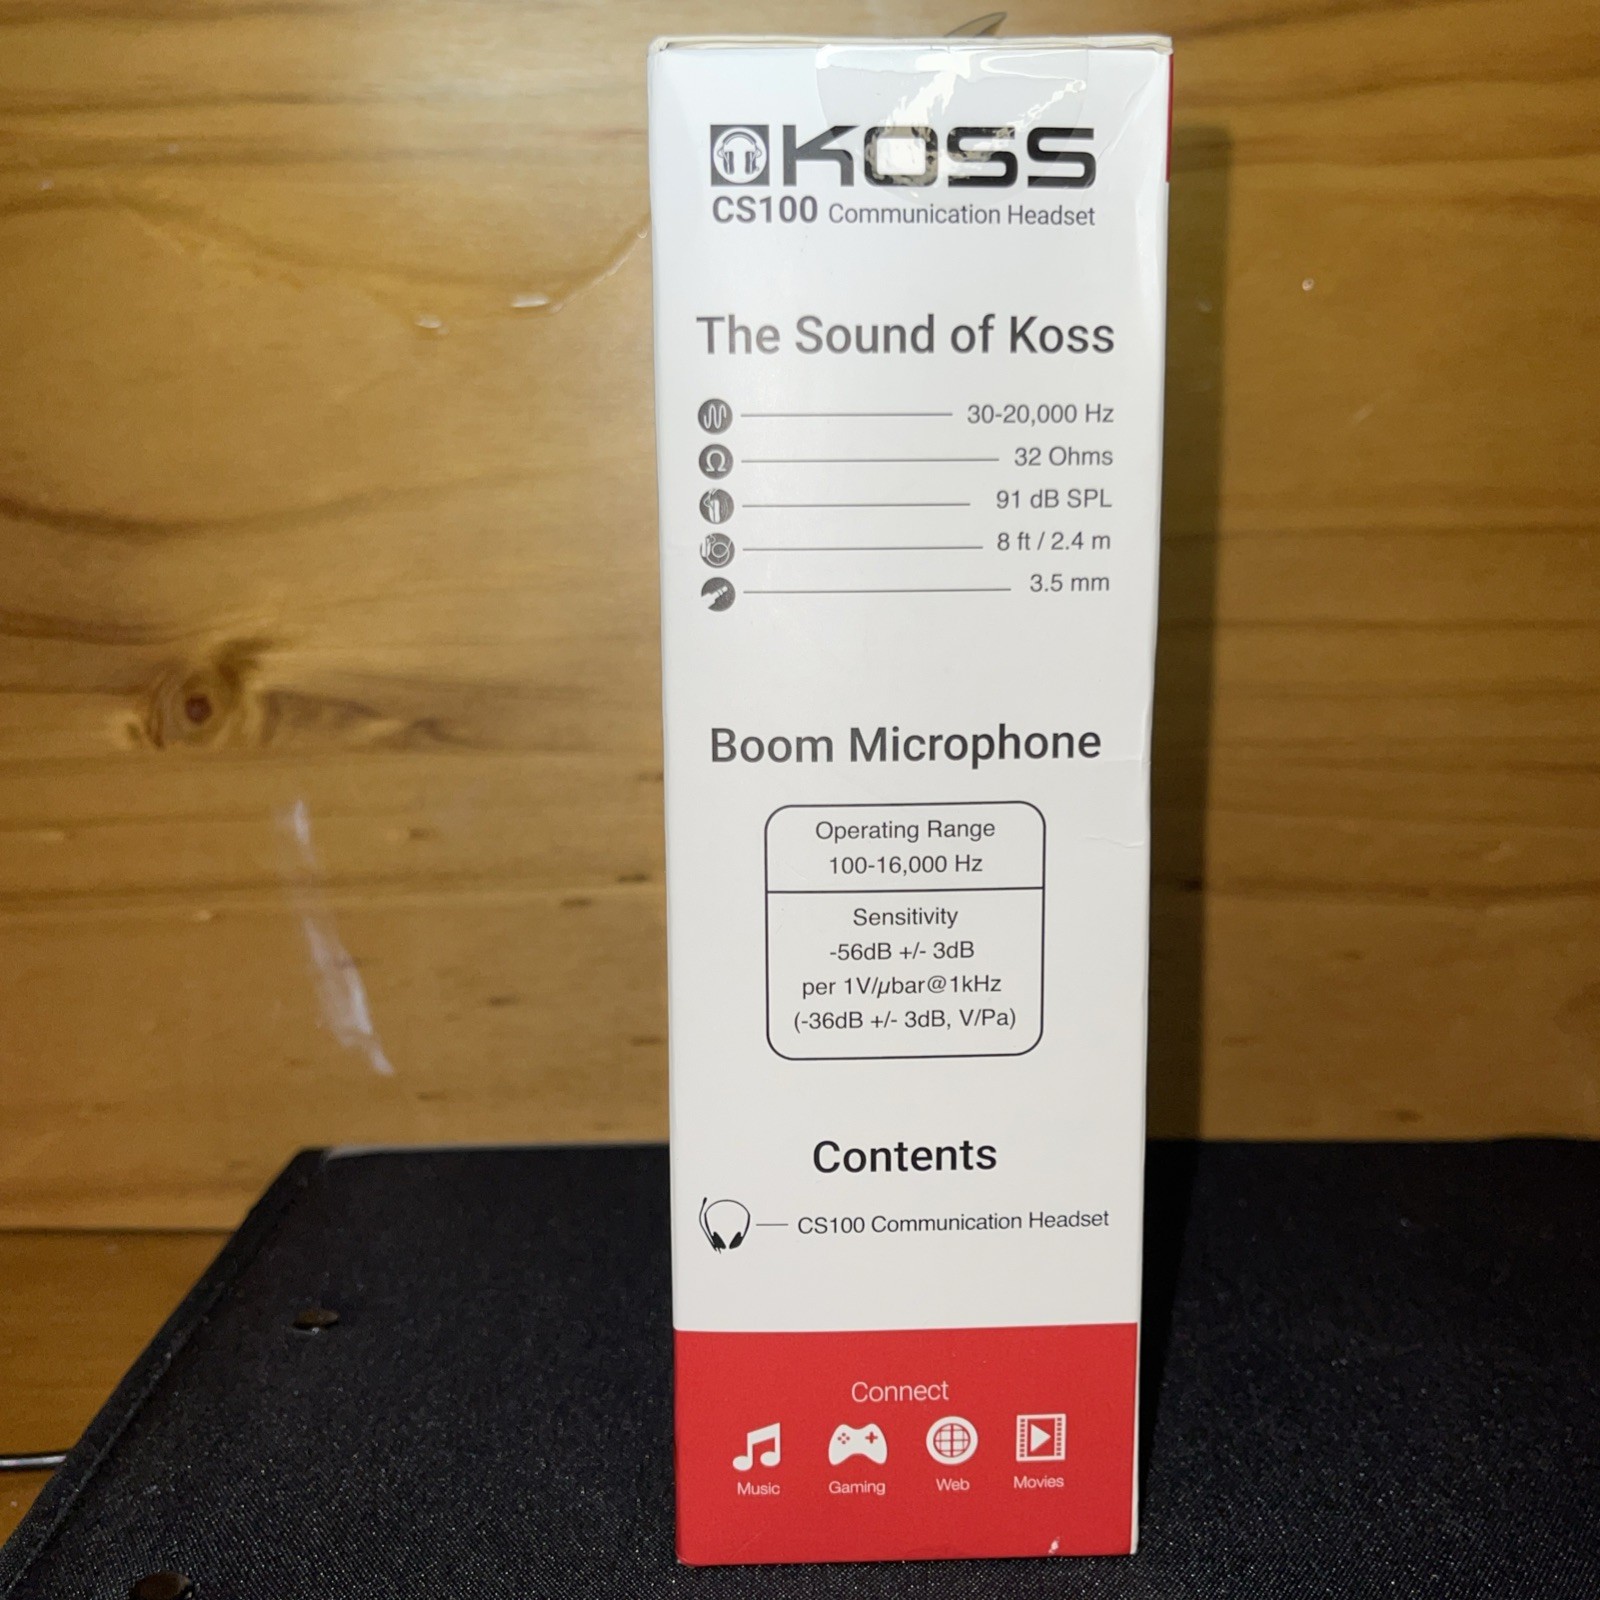 KOSS
CS100 Communication Headset
The Sound of Koss
30-20,000 Hz
Ω
32 Ohms
91 dB SPL
8 ft / 2.4 m
3.5 mm
Boom Microphone
Operating Range
100-16,000 Hz
Sensitivity
-56dB +/- 3dB
per 1V/µbar@1kHz
(-36dB +/- 3dB, V/Pa)
Contents
CS100 Communication Headset
Connect
Music Gaming Web Movies